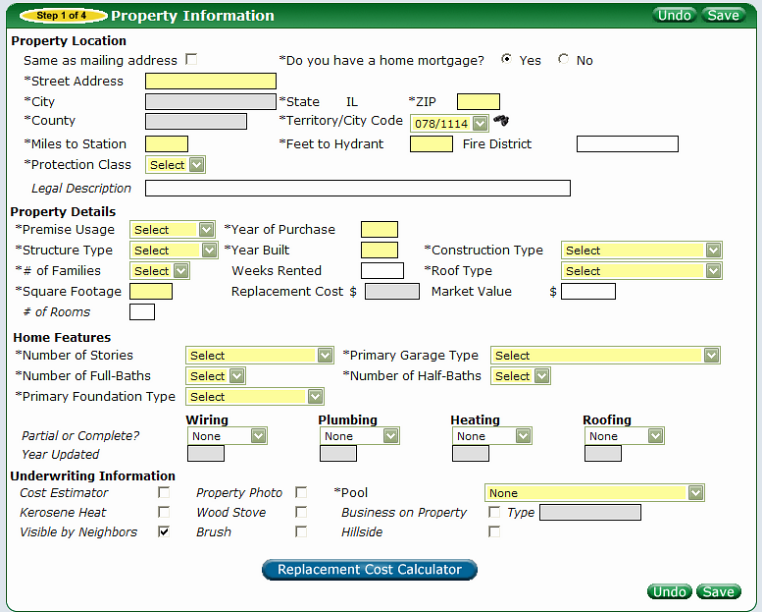 Step 1 of 4 Property Information Undo Save
Property Location
Same as mailing address *Do you have a home mortgage? Yes No
*Street Address
*City *State IL *ZIP
*County *Territory/City Code 078/1114
*Miles to Station *Feet to Hydrant Fire District
*Protection Class Select
Legal Description
Property Details
*Premise Usage Select *Year of Purchase
*Structure Type Select *Year Built *Construction Type Select
*# of Families Select Weeks Rented *Roof Type Select
*Square Footage Replacement Cost $ Market Value $
# of Rooms
Home Features
*Number of Stories Select *Primary Garage Type Select
*Number of Full-Baths Select *Number of Half-Baths Select
*Primary Foundation Type Select
Wiring Plumbing Heating Roofing
Partial or Complete? None None None None
Year Updated
Underwriting Information
Cost Estimator Property Photo *Pool None
Kerosene Heat Wood Stove Business on Property Type
Visible by Neighbors Brush Hillside
Replacement Cost Calculator
Undo Save